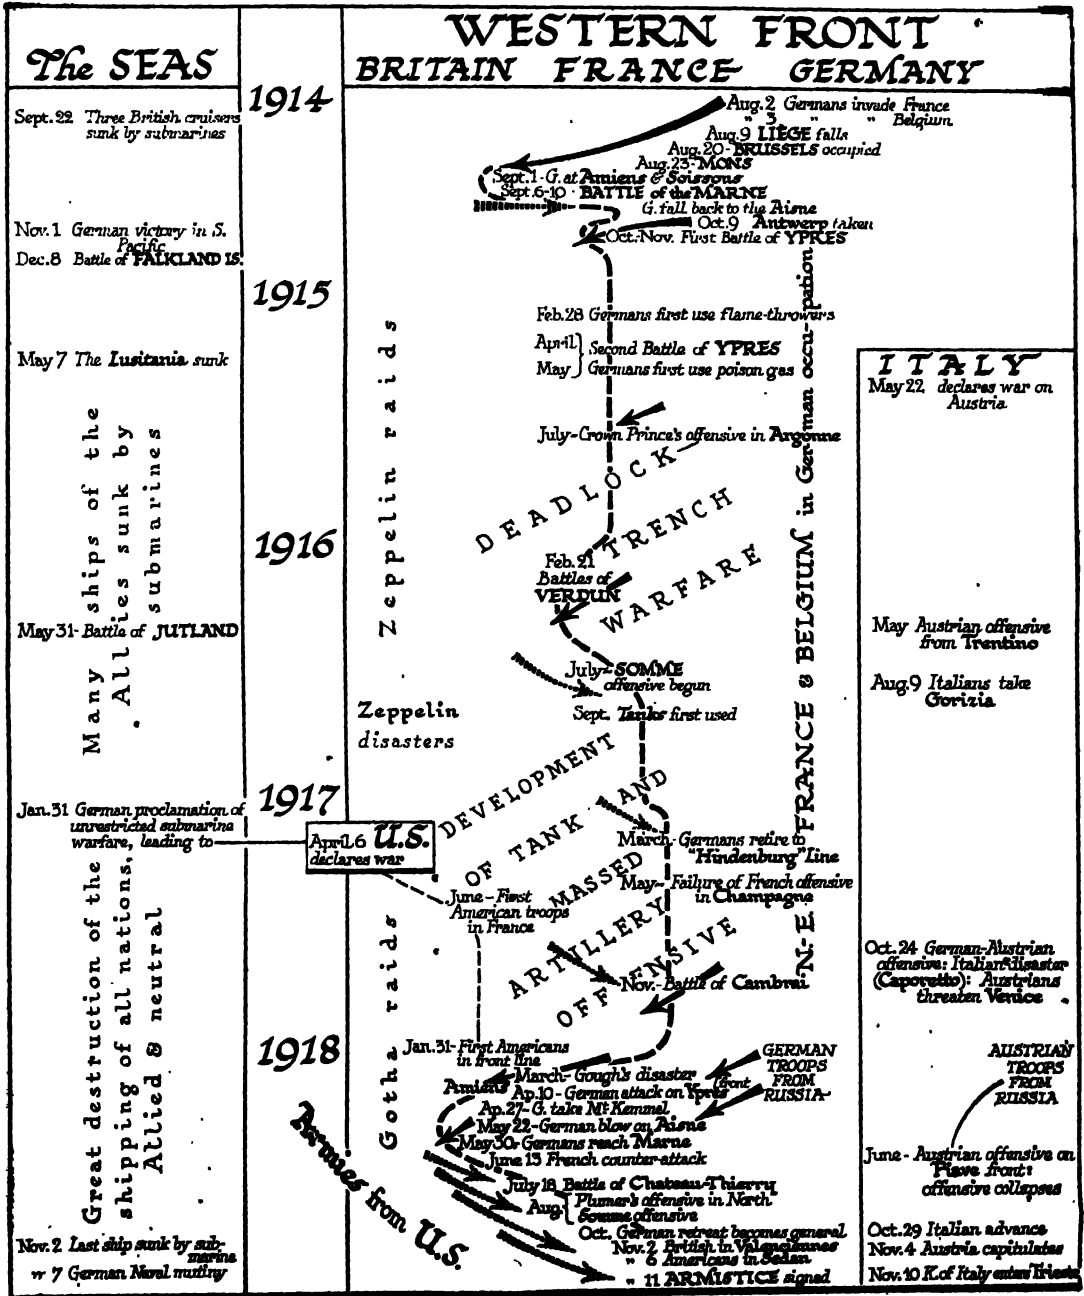 The SEAS
WESTERN FRONT
BRITAIN FRANCE GERMANY
1914
Sept. 22 Three British cruisers
sunk by submarines
Nov. 1 German victory in S.
Pacific
Dec. 8 Battle of FALKLAND IS.
Aug. 2 Germans invade France
" 3 " " Belgium
Aug. 9 LIEGE falls
Aug. 20-BRUSSELS occupied
Aug. 23-MONS
Sept. 1-G. at Amiens & Soissons
Sept. 6-10 - BATTLE of the MARNE
G. fall back to the Aisne
Oct. 9 Antwerp taken
Oct.-Nov. First Battle of YPRES
1915
May 7 The Lusitania sunk
Many ships of the
Allies sunk by
submarines
Zeppelin raids
Feb. 28 Germans first use flame-throwers
April } Second Battle of YPRES
May } Germans first use poison gas
July-Crown Prince's offensive in Argonne
N.-E. FRANCE & BELGIUM in German occu-pation
ITALY
May 22 declares war on
Austria
DEADLOCK-
TRENCH
WARFARE
1916
Feb. 21
Battles of
VERDUN
May 31-Battle of JUTLAND
July-SOMME
offensive begun
Sept. Tanks first used
Zeppelin
disasters
May Austrian offensive
from Trentino
Aug. 9 Italians take
Gorizia
1917
DEVELOPMENT
OF TANK AND
MASSED
ARTILLERY
OFFENSIVE
Jan. 31 German proclamation of
unrestricted submarine
warfare, leading to
April 6 U.S.
declares war
Great destruction of the
shipping of all nations,
Allied & neutral
March-Germans retire to
"Hindenburg" Line
May-Failure of French offensive
in Champagne
June-First
American troops
in France
Gotha raids
Nov.-Battle of Cambrai
Oct. 24 German-Austrian
offensive: Italian disaster
(Caporetto): Austrians
threaten Venice
1918
Jan. 31-First Americans
in front line
March-Gough's disaster
Amiens
Ap. 10-German attack on Ypres front
Ap. 27-G. take Mt Kemmel
May 22-German blow on Aisne
May 30-Germans reach Marne
June 13 French counter-attack
July 18 Battle of Chateau-Thierry
Aug. { Plumer's offensive in North
Somme offensive
Oct. German retreat becomes general
Nov. 2 British in Valenciennes
" 6 Americans in Sedan
" 11 ARMISTICE signed
GERMAN
TROOPS
FROM
RUSSIA
Armies from U.S.
AUSTRIAN
TROOPS
FROM
RUSSIA
June-Austrian offensive on
Piave front:
offensive collapses
Oct. 29 Italian advance
Nov. 4 Austria capitulates
Nov. 10 K. of Italy enters Trieste
Nov. 2 Last ship sunk by sub-
marine
" 7 German Naval mutiny